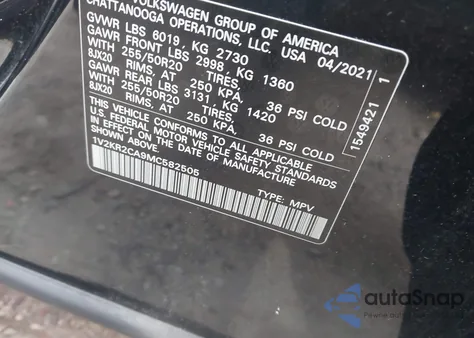 VOLKSWAGEN GROUP OF AMERICA
CHATTANOOGA OPERATIONS, LLC. USA 04/2021
GVWR LBS 6019, KG 2730
GAWR FRONT LBS 2998, KG 1360
WITH 255/50R20 TIRES,
8JX20 RIMS, AT 250 KPA, 36 PSI COLD
GAWR REAR LBS 3131, KG 1420
WITH 255/50R20 TIRES,
8JX20 RIMS, AT 250 KPA, 36 PSI COLD
THIS VEHICLE CONFORMS TO ALL APPLICABLE
U.S. FEDERAL MOTOR VEHICLE SAFETY STANDARDS
IN EFFECT ON THE DATE OF MANUFACTURE
SHOWN ABOVE.
1V2KR2CA9MC582505
TYPE: MPV
1549421 1
autoSnap